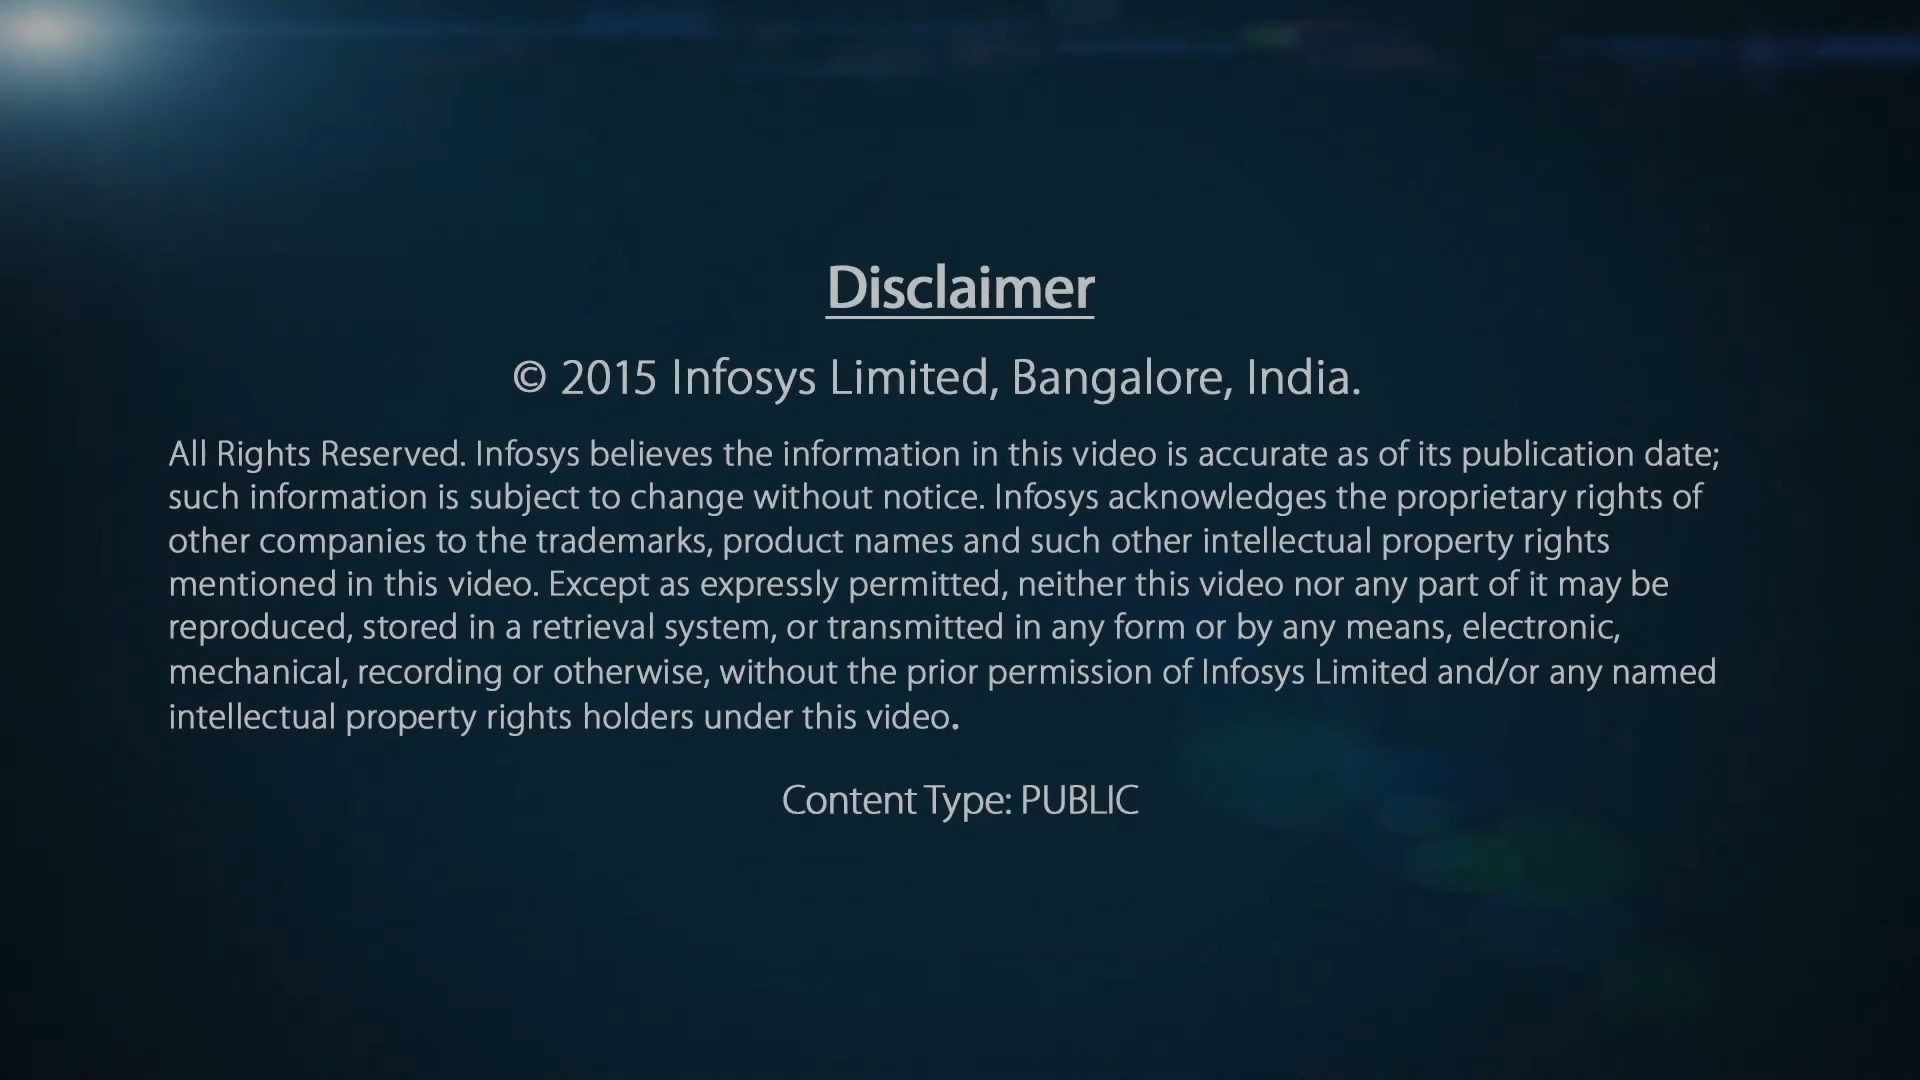 Disclaimer
© 2015 Infosys Limited, Bangalore, India.
All Rights Reserved. Infosys believes the information in this video is accurate as of its publication date;
such information is subject to change without notice. Infosys acknowledges the proprietary rights of
other companies to the trademarks, product names and such other intellectual property rights
mentioned in this video. Except as expressly permitted, neither this video nor any part of it may be
reproduced, stored in a retrieval system, or transmitted in any form or by any means, electronic,
mechanical, recording or otherwise, without the prior permission of Infosys Limited and/or any named
intellectual property rights holders under this video.
Content Type: PUBLIC